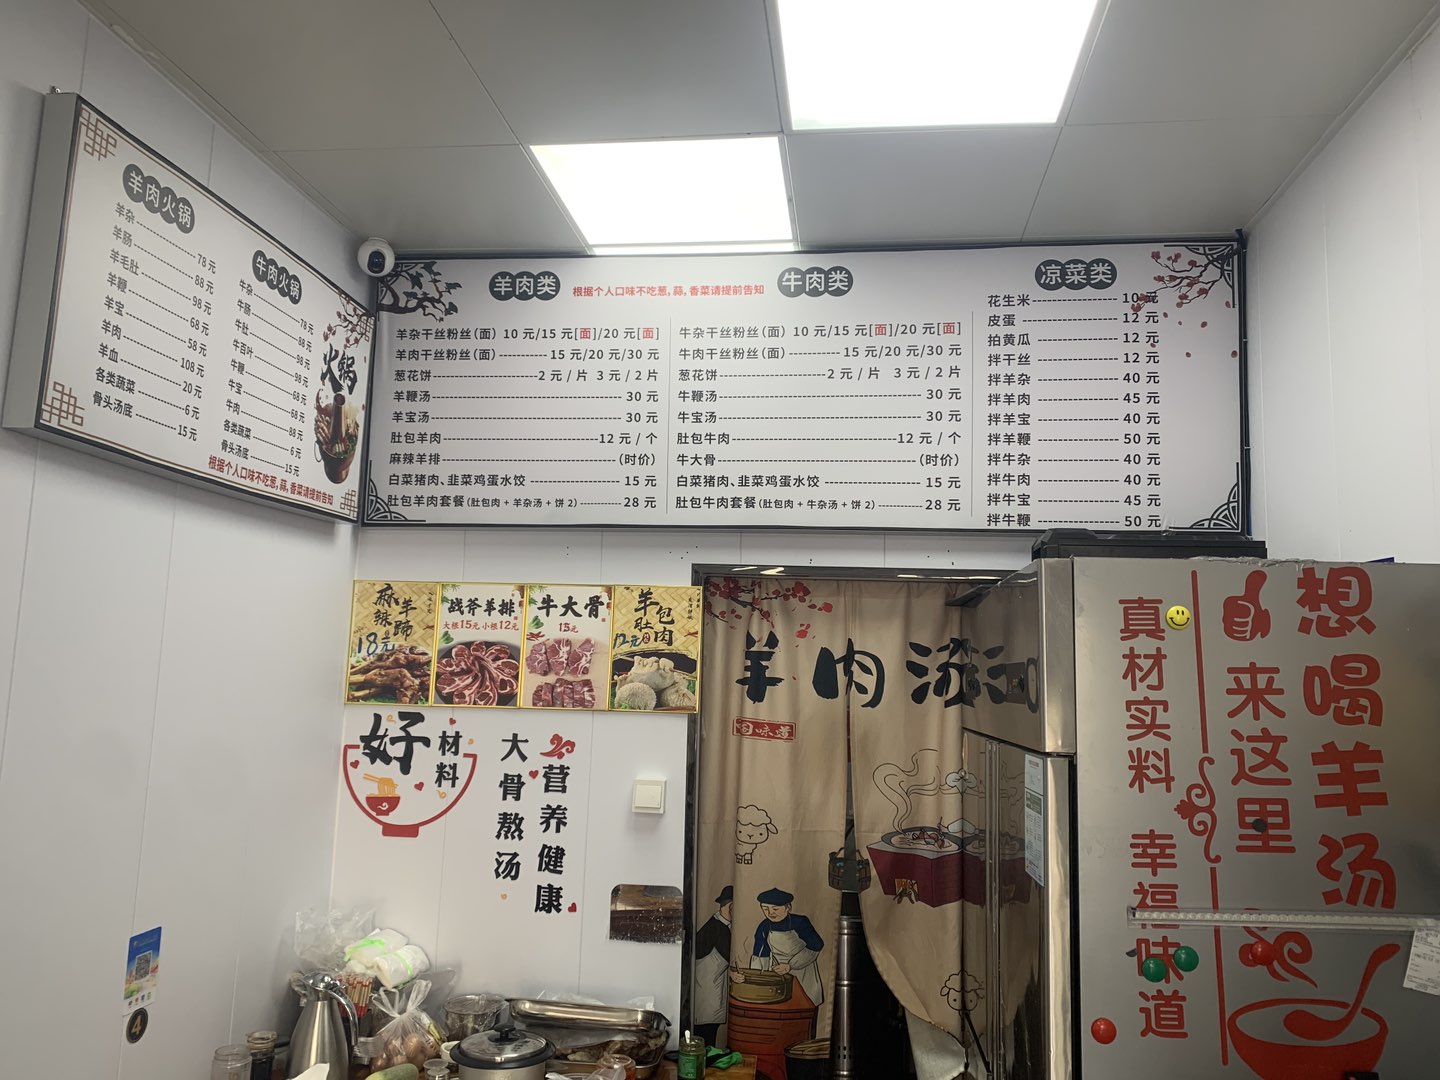 羊肉火锅
羊杂 78元
羊肠 88元
羊毛肚 98元
羊鞭 68元
羊宝 58元
羊肉 108元
羊血 20元
各类蔬菜 6元
骨头汤底 15元
牛肉火锅
牛杂 78元
牛肠 88元
牛肚 98元
牛百叶 98元
牛鞭 68元
牛宝 68元
牛肉 88元
各类蔬菜 6元
骨头汤底 15元
火锅
根据个人口味不吃葱,蒜,香菜请提前告知
羊肉类
根据个人口味不吃葱,蒜,香菜请提前告知
羊杂干丝粉丝(面) 10元/15元[面]/20元[面]
羊肉干丝粉丝(面) 15元/20元/30元
葱花饼 2元/片 3元/2片
羊鞭汤 30元
羊宝汤 30元
肚包羊肉 12元/个
麻辣羊排 (时价)
白菜猪肉、韭菜鸡蛋水饺 15元
肚包羊肉套餐(肚包肉+羊杂汤+饼2) 28元
牛肉类
牛杂干丝粉丝(面) 10元/15元[面]/20元[面]
牛肉干丝粉丝(面) 15元/20元/30元
葱花饼 2元/片 3元/2片
牛鞭汤 30元
牛宝汤 30元
肚包牛肉 12元/个
牛大骨 (时价)
白菜猪肉、韭菜鸡蛋水饺 15元
肚包牛肉套餐(肚包肉+牛杂汤+饼2) 28元
凉菜类
花生米 10元
皮蛋 12元
拍黄瓜 12元
拌干丝 12元
拌羊杂 40元
拌羊肉 45元
拌羊宝 40元
拌羊鞭 50元
拌牛杂 40元
拌牛肉 40元
拌牛宝 45元
拌牛鞭 50元
麻辣羊蹄
18元
战斧羊排
大根15元小根12元
牛大骨
13元
羊肚包肉
12元
好材料
大骨熬汤
营养健康
羊肉汤
味道
想喝羊汤
来这里
真材实料 幸福味道
4